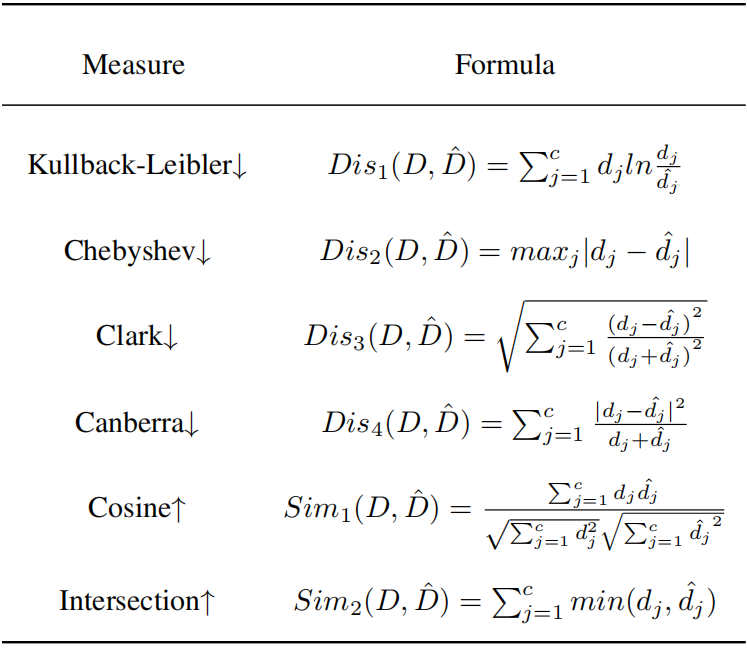 Measure Formula
Kullback-Leibler↓ $Dis_1(D, \hat{D}) = \sum_{j=1}^{c} d_j ln \frac{d_j}{\hat{d}_j}$
Chebyshev↓ $Dis_2(D, \hat{D}) = max_j |d_j - \hat{d}_j|$
Clark↓ $Dis_3(D, \hat{D}) = \sqrt{\sum_{j=1}^{c} \frac{(d_j - \hat{d}_j)^2}{(d_j + \hat{d}_j)^2}}$
Canberra↓ $Dis_4(D, \hat{D}) = \sum_{j=1}^{c} \frac{|d_j - \hat{d}_j|^2}{d_j + \hat{d}_j}$
Cosine↑ $Sim_1(D, \hat{D}) = \frac{\sum_{j=1}^{c} d_j \hat{d}_j}{\sqrt{\sum_{j=1}^{c} d_j^2} \sqrt{\sum_{j=1}^{c} \hat{d}_j^2}}$
Intersection↑ $Sim_2(D, \hat{D}) = \sum_{j=1}^{c} min(d_j, \hat{d}_j)$